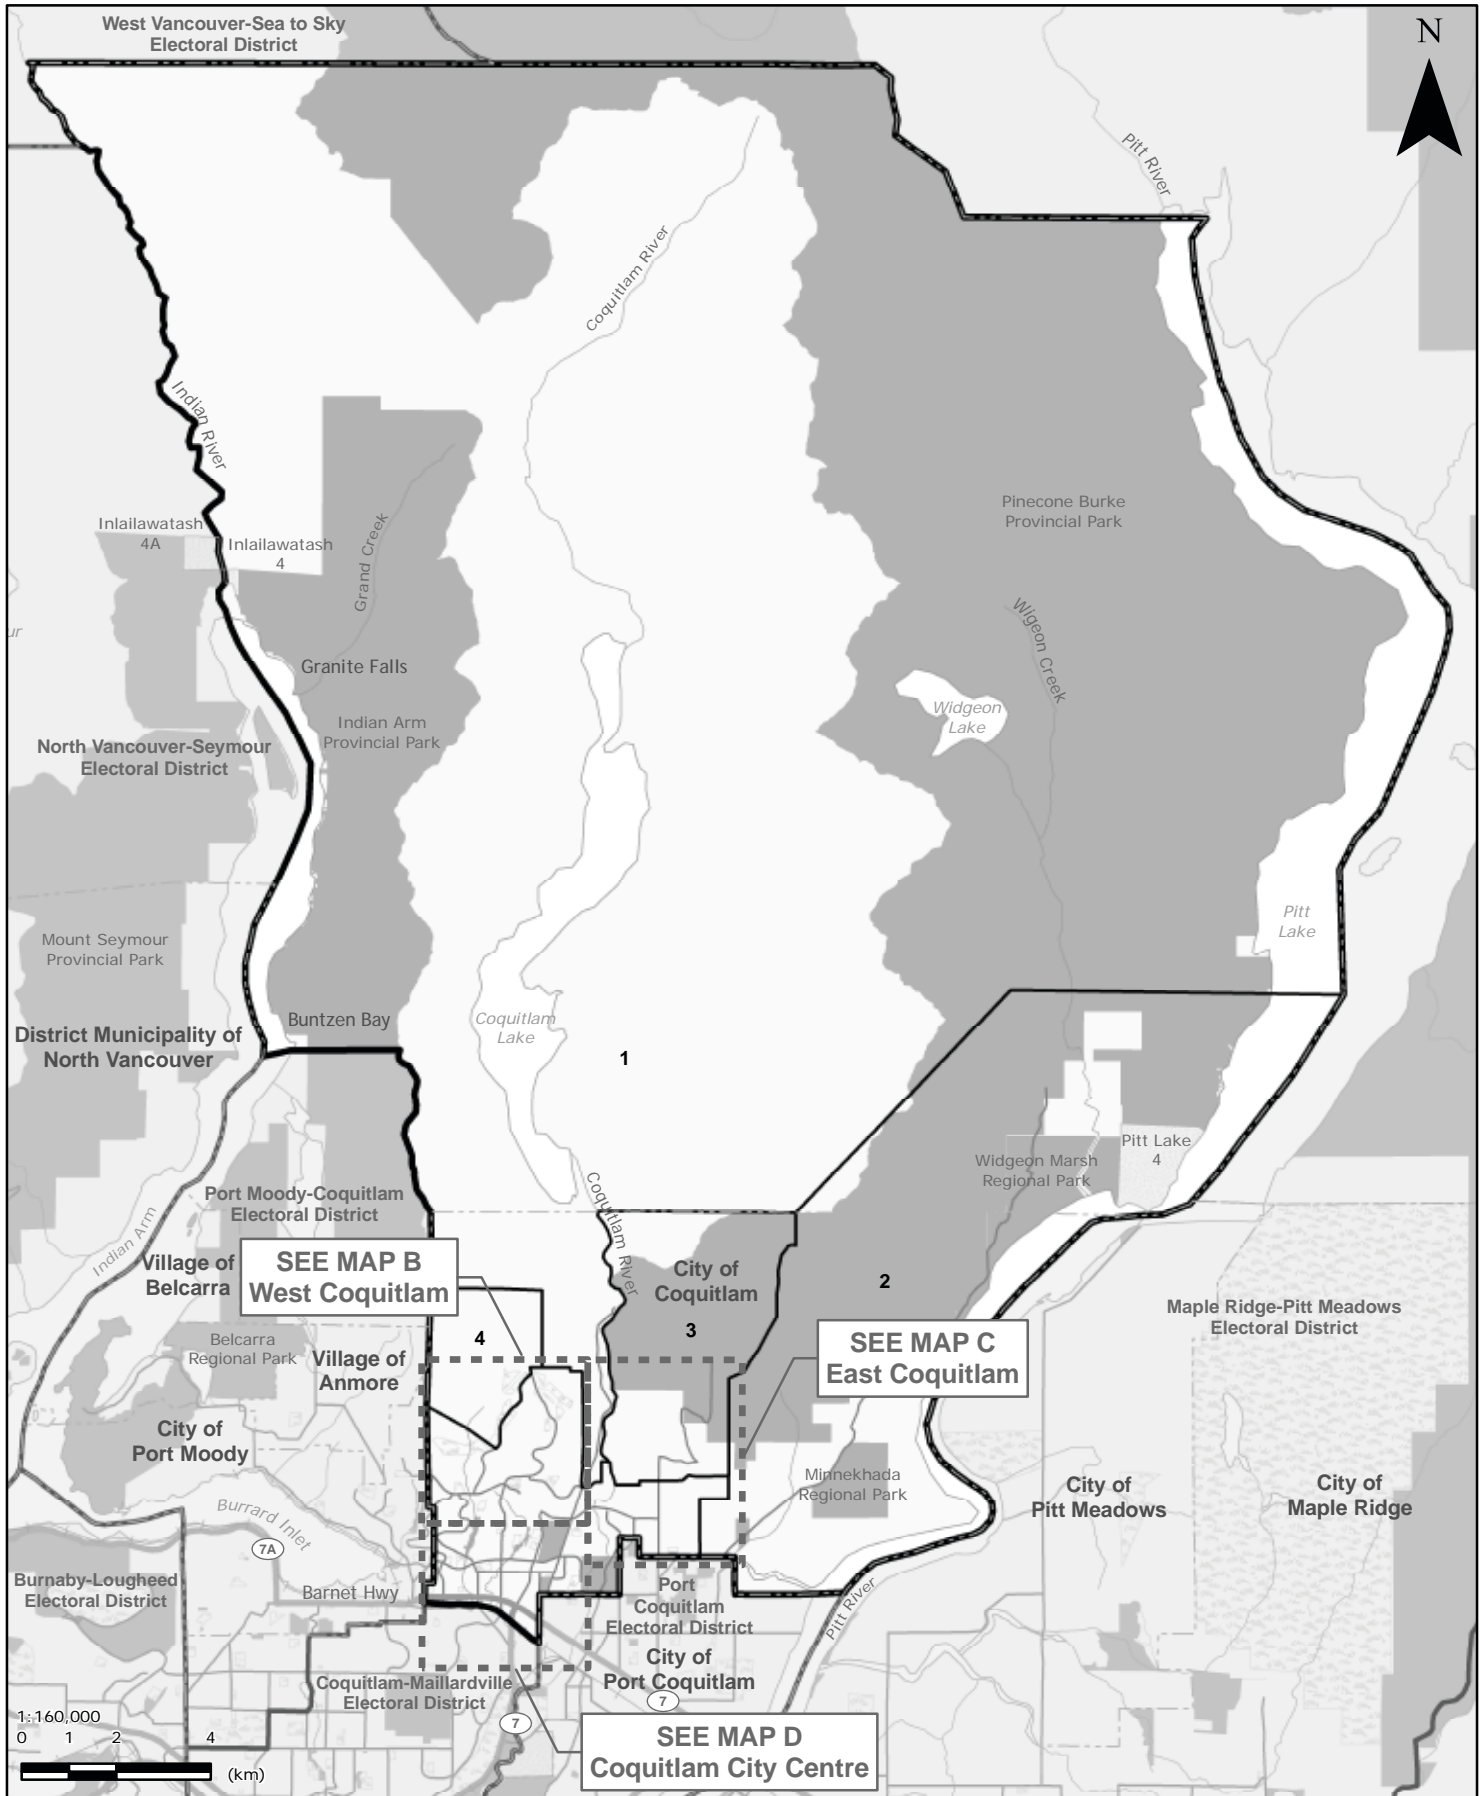 West Vancouver-Sea to Sky
Electoral District
N
Pitt River
Coquitlam River
Indian River
Inlailawatash
4A
Inlailawatash
4
Grand Creek
Pinecone Burke
Provincial Park
ur
Wigeon Creek
Granite Falls
Indian Arm
Provincial Park
Widgeon
Lake
North Vancouver-Seymour
Electoral District
Pitt
Lake
Mount Seymour
Provincial Park
Buntzen Bay
Coquitlam
Lake
District Municipality of
North Vancouver
1
Pitt Lake
4
Widgeon Marsh
Regional Park
Port Moody-Coquitlam
Electoral District
Coquitlam River
Indian Arm
Village of
Belcarra
SEE MAP B
West Coquitlam
City of
Coquitlam
2
Maple Ridge-Pitt Meadows
Electoral District
Belcarra
Regional Park
Village of
Anmore
4
3
SEE MAP C
East Coquitlam
City of
Port Moody
Minnekhada
Regional Park
City of
Pitt Meadows
City of
Maple Ridge
Burrard Inlet
7A
Burnaby-Lougheed
Electoral District
Barnet Hwy
Port
Coquitlam
Electoral District
Pitt River
City of
Port Coquitlam
Coquitlam-Maillardville
Electoral District
7
7
1:160,000
0 1 2 4
(km)
SEE MAP D
Coquitlam City Centre